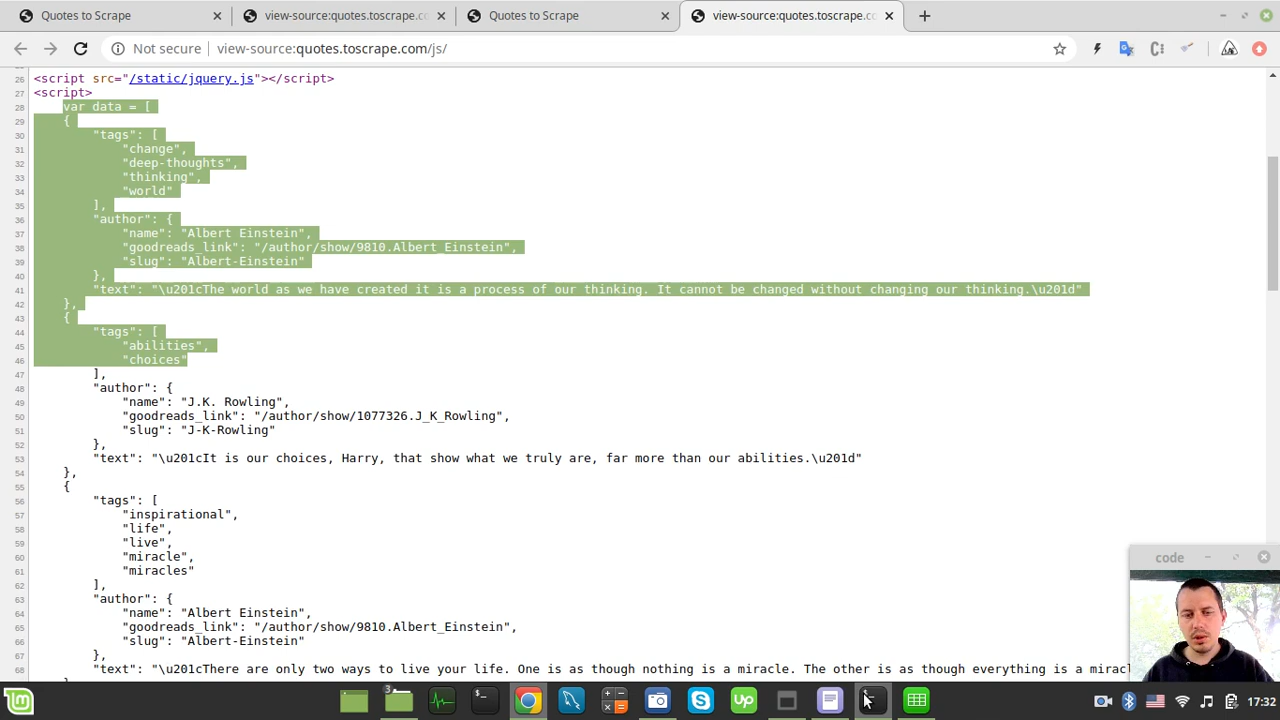 Quotes to Scrape
view-source:quotes.toscrape.co
Quotes to Scrape
view-source:quotes.toscrape.co
Not secure
view-source:quotes.toscrape.com/js/
26 <script src="/static/jquery.js"></script>
27 <script>
28 var data = [
29 {
30 "tags": [
31 "change",
32 "deep-thoughts",
33 "thinking",
34 "world"
35 ],
36 "author": {
37 "name": "Albert Einstein",
38 "goodreads_link": "/author/show/9810.Albert_Einstein",
39 "slug": "Albert-Einstein"
40 },
41 "text": "\u201cThe world as we have created it is a process of our thinking. It cannot be changed without changing our thinking.\u201d"
42 },
43 {
44 "tags": [
45 "abilities",
46 "choices"
47 ],
48 "author": {
49 "name": "J.K. Rowling",
50 "goodreads_link": "/author/show/1077326.J_K_Rowling",
51 "slug": "J-K-Rowling"
52 },
53 "text": "\u201cIt is our choices, Harry, that show what we truly are, far more than our abilities.\u201d"
54 },
55 {
56 "tags": [
57 "inspirational",
58 "life",
59 "live",
60 "miracle",
61 "miracles"
62 ],
63 "author": {
64 "name": "Albert Einstein",
65 "goodreads_link": "/author/show/9810.Albert_Einstein",
66 "slug": "Albert-Einstein"
67 },
68 "text": "\u201cThere are only two ways to live your life. One is as though nothing is a miracle. The other is as though everything is a miracl
code
3
Up
17:32